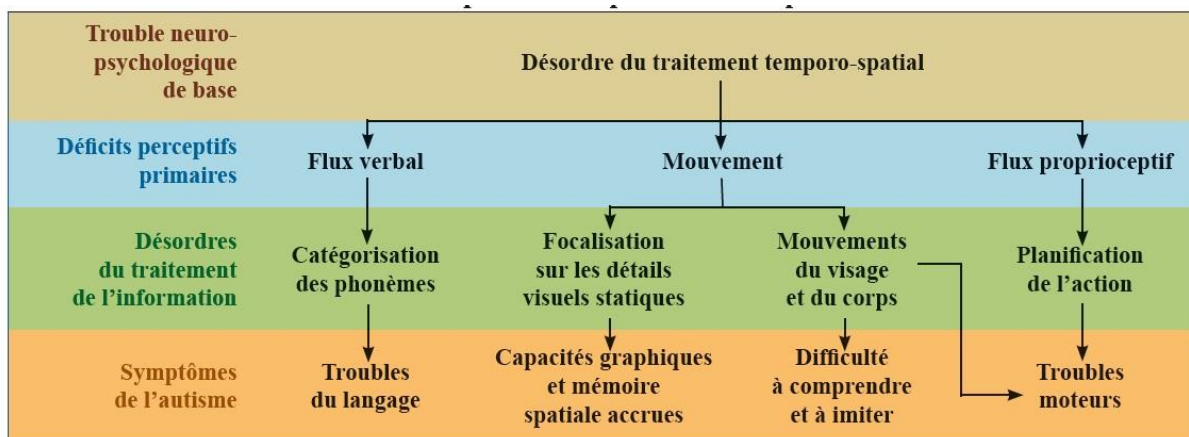 Trouble neuro-
psychologique
de base
Désordre du traitement temporo-spatial
Déficits perceptifs
primaires
Flux verbal
Mouvement
Flux proprioceptif
Désordres
du traitement
de l’information
Catégorisation
des phonèmes
Focalisation
sur les détails
visuels statiques
Mouvements
du visage
et du corps
Planification
de l’action
Symptômes
de l’autisme
Troubles
du langage
Capacités graphiques
et mémoire
spatiale accrues
Difficulté
à comprendre
et à imiter
Troubles
moteurs